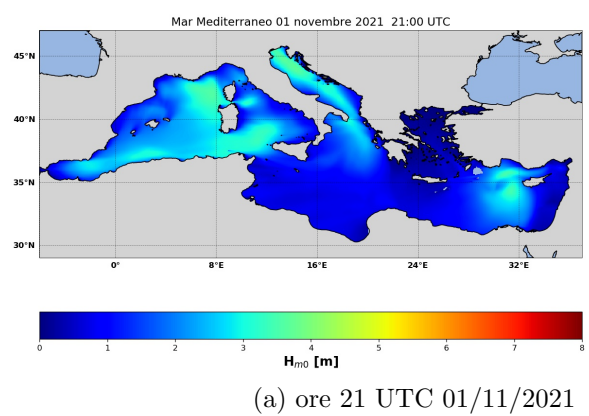 Mar Mediterraneo 01 novembre 2021 21:00 UTC
45°N
40°N
35°N
30°N
0° 8°E 16°E 24°E 32°E
0 1 2 3 4 5 6 7 8
Hm0 [m]
(a) ore 21 UTC 01/11/2021